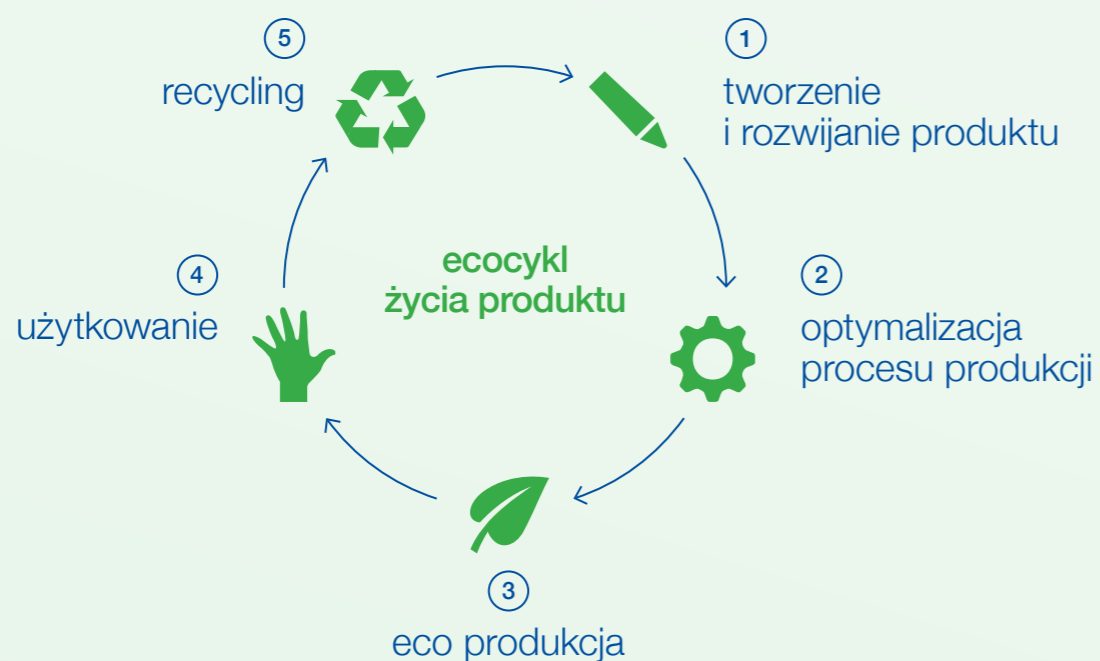 ecocykl
życia produktu
1
tworzenie
i rozwijanie produktu
2
optymalizacja
procesu produkcji
3
eco produkcja
4
użytkowanie
5
recycling